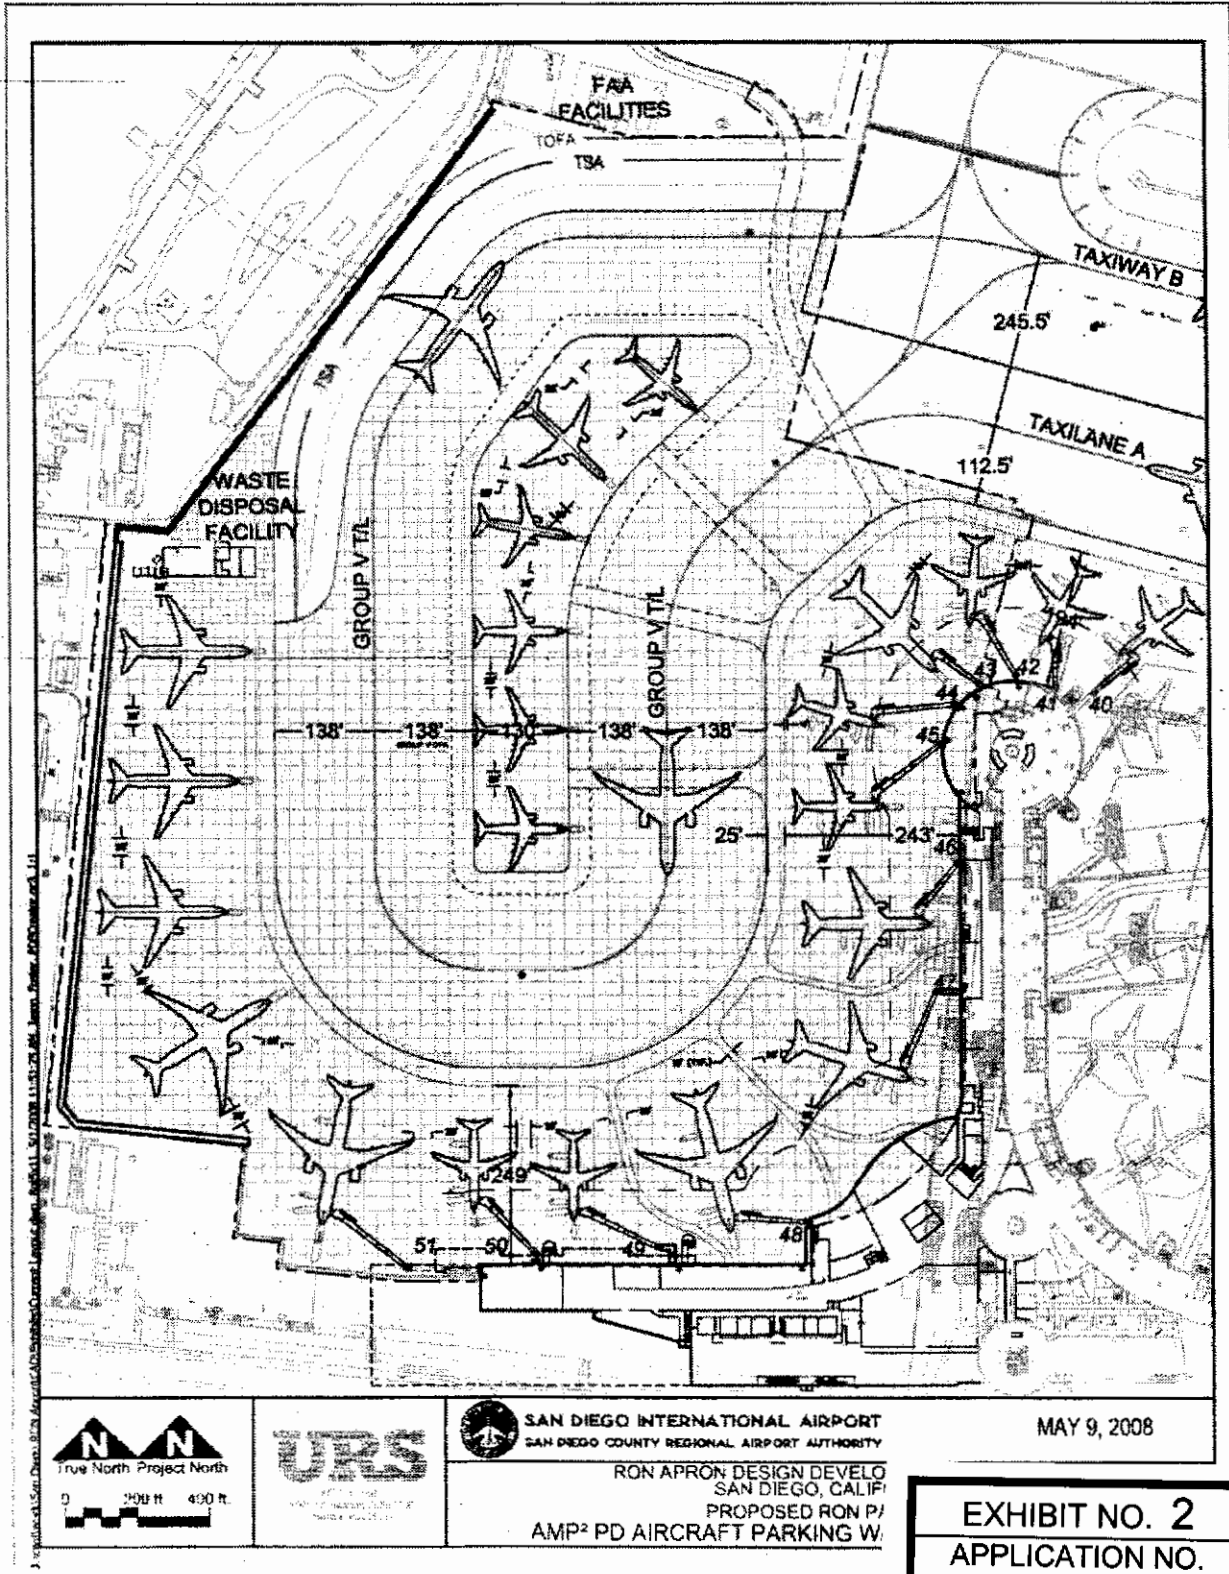 FAA
FACILITIES
TOFA
TSA
TAXIWAY B
245.5'
TSA
TAXILANE A
112.5'
WASTE
DISPOSAL
FACILITY
GROUP V T/L
GROUP V T/L
43
42
41
40
44
45
138'
138'
130'
138'
138'
25'
243'
46
47
249'
51
50
49
48
N N
True North Project North
0 200 ft 400 ft.
URS
SAN DIEGO INTERNATIONAL AIRPORT
SAN DIEGO COUNTY REGIONAL AIRPORT AUTHORITY
RON APRON DESIGN DEVELO
SAN DIEGO, CALIF
PROPOSED RON P
AMP² PD AIRCRAFT PARKING W
MAY 9, 2008
EXHIBIT NO. 2
APPLICATION NO.